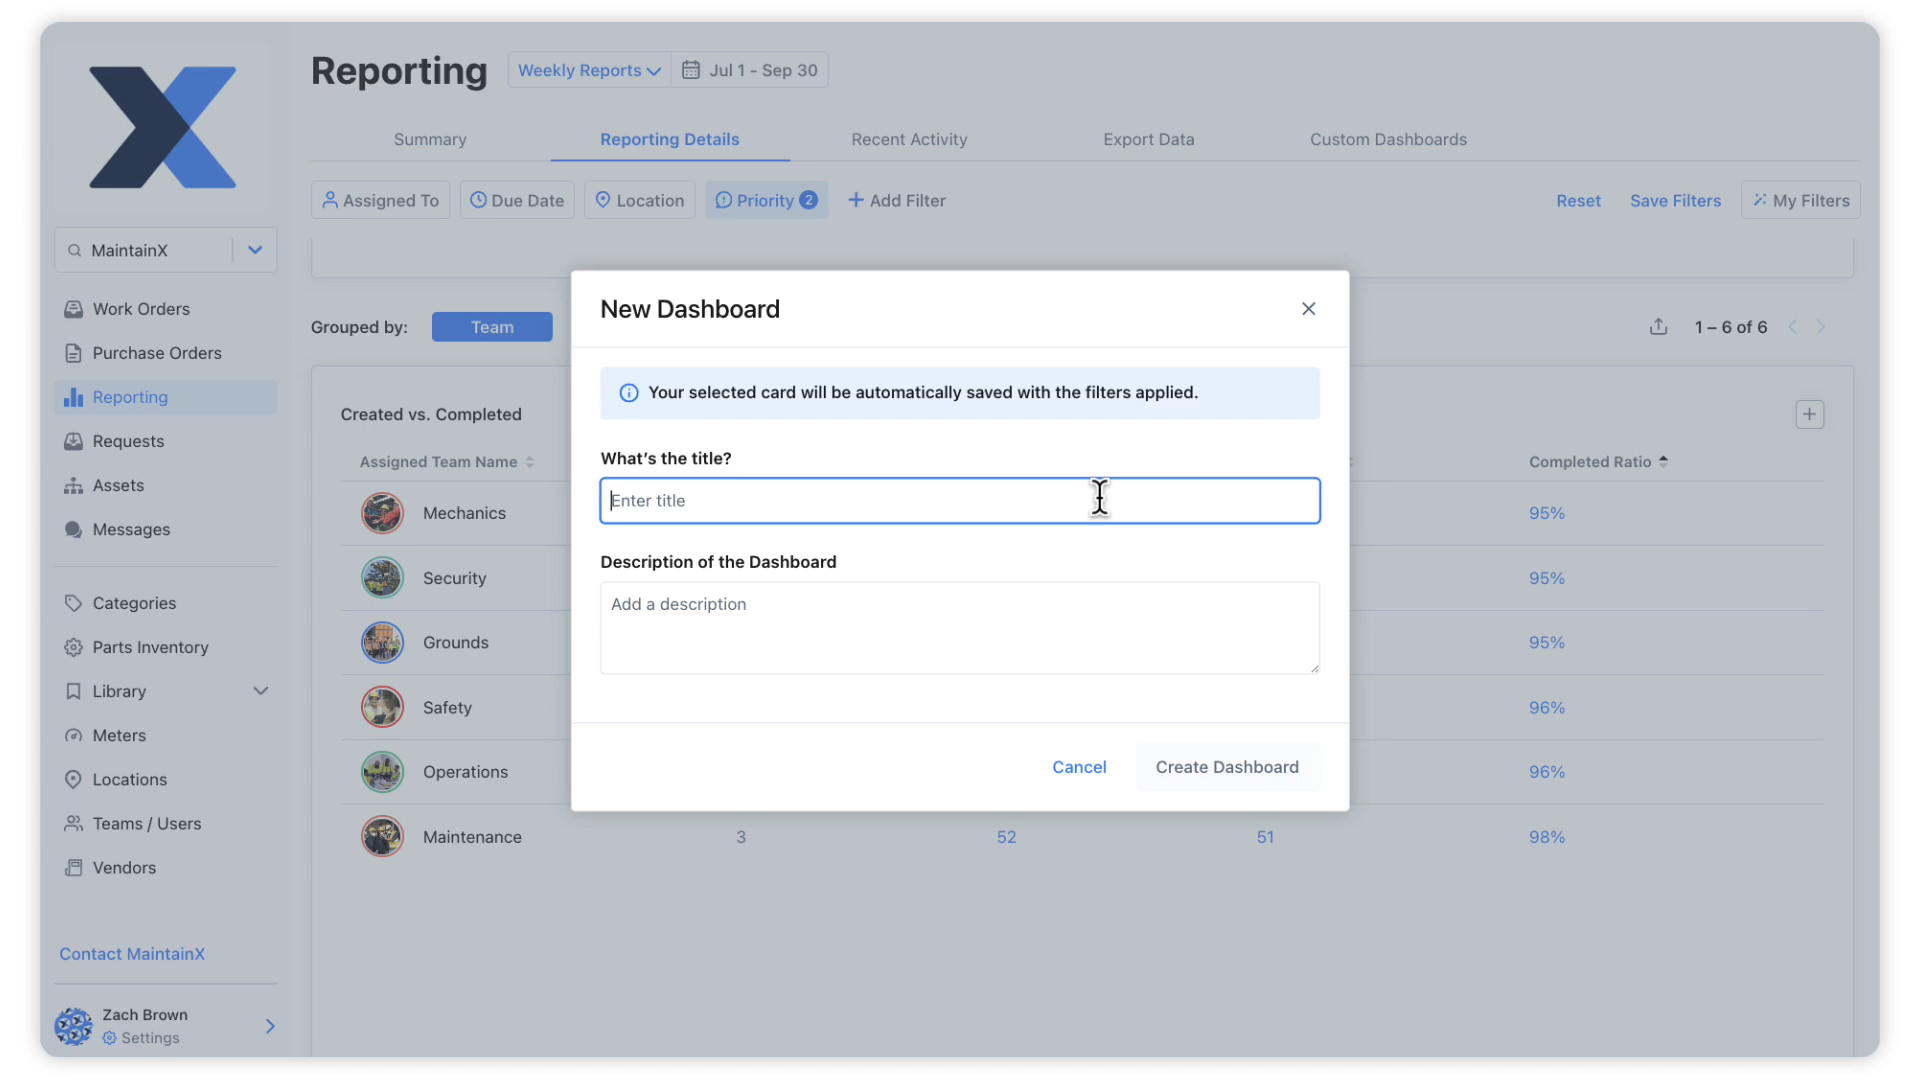 Reporting
Weekly Reports
Jul 1 - Sep 30
Summary
Reporting Details
Recent Activity
Export Data
Custom Dashboards
Assigned To
Due Date
Location
Priority 2
Add Filter
Reset
Save Filters
My Filters
MaintainX
Work Orders
Purchase Orders
Reporting
Requests
Assets
Messages
Categories
Parts Inventory
Library
Meters
Locations
Teams / Users
Vendors
Contact MaintainX
Zach Brown
Settings
Grouped by:
Team
1 – 6 of 6
Created vs. Completed
Assigned Team Name
Completed Ratio
Mechanics
95%
Security
95%
Grounds
95%
Safety
96%
Operations
96%
Maintenance
3
52
51
98%
New Dashboard
Your selected card will be automatically saved with the filters applied.
What's the title?
Enter title
Description of the Dashboard
Add a description
Cancel
Create Dashboard